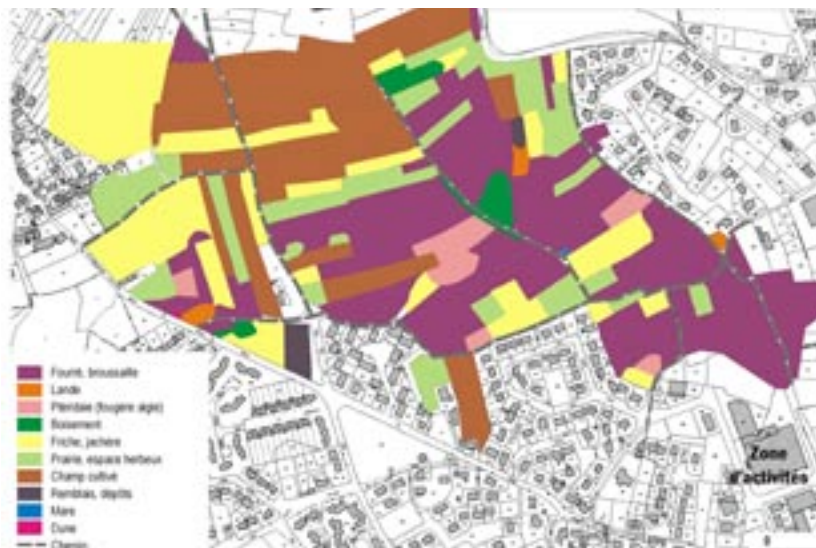 Fourré, broussaille
Lande
Ptéridaie (fougère aigle)
Boisement
Friche, jachère
Prairie, espace herbeux
Champ cultivé
Remblais, dépôts
Mare
Dune
Chemin
Zone
d'activités
0